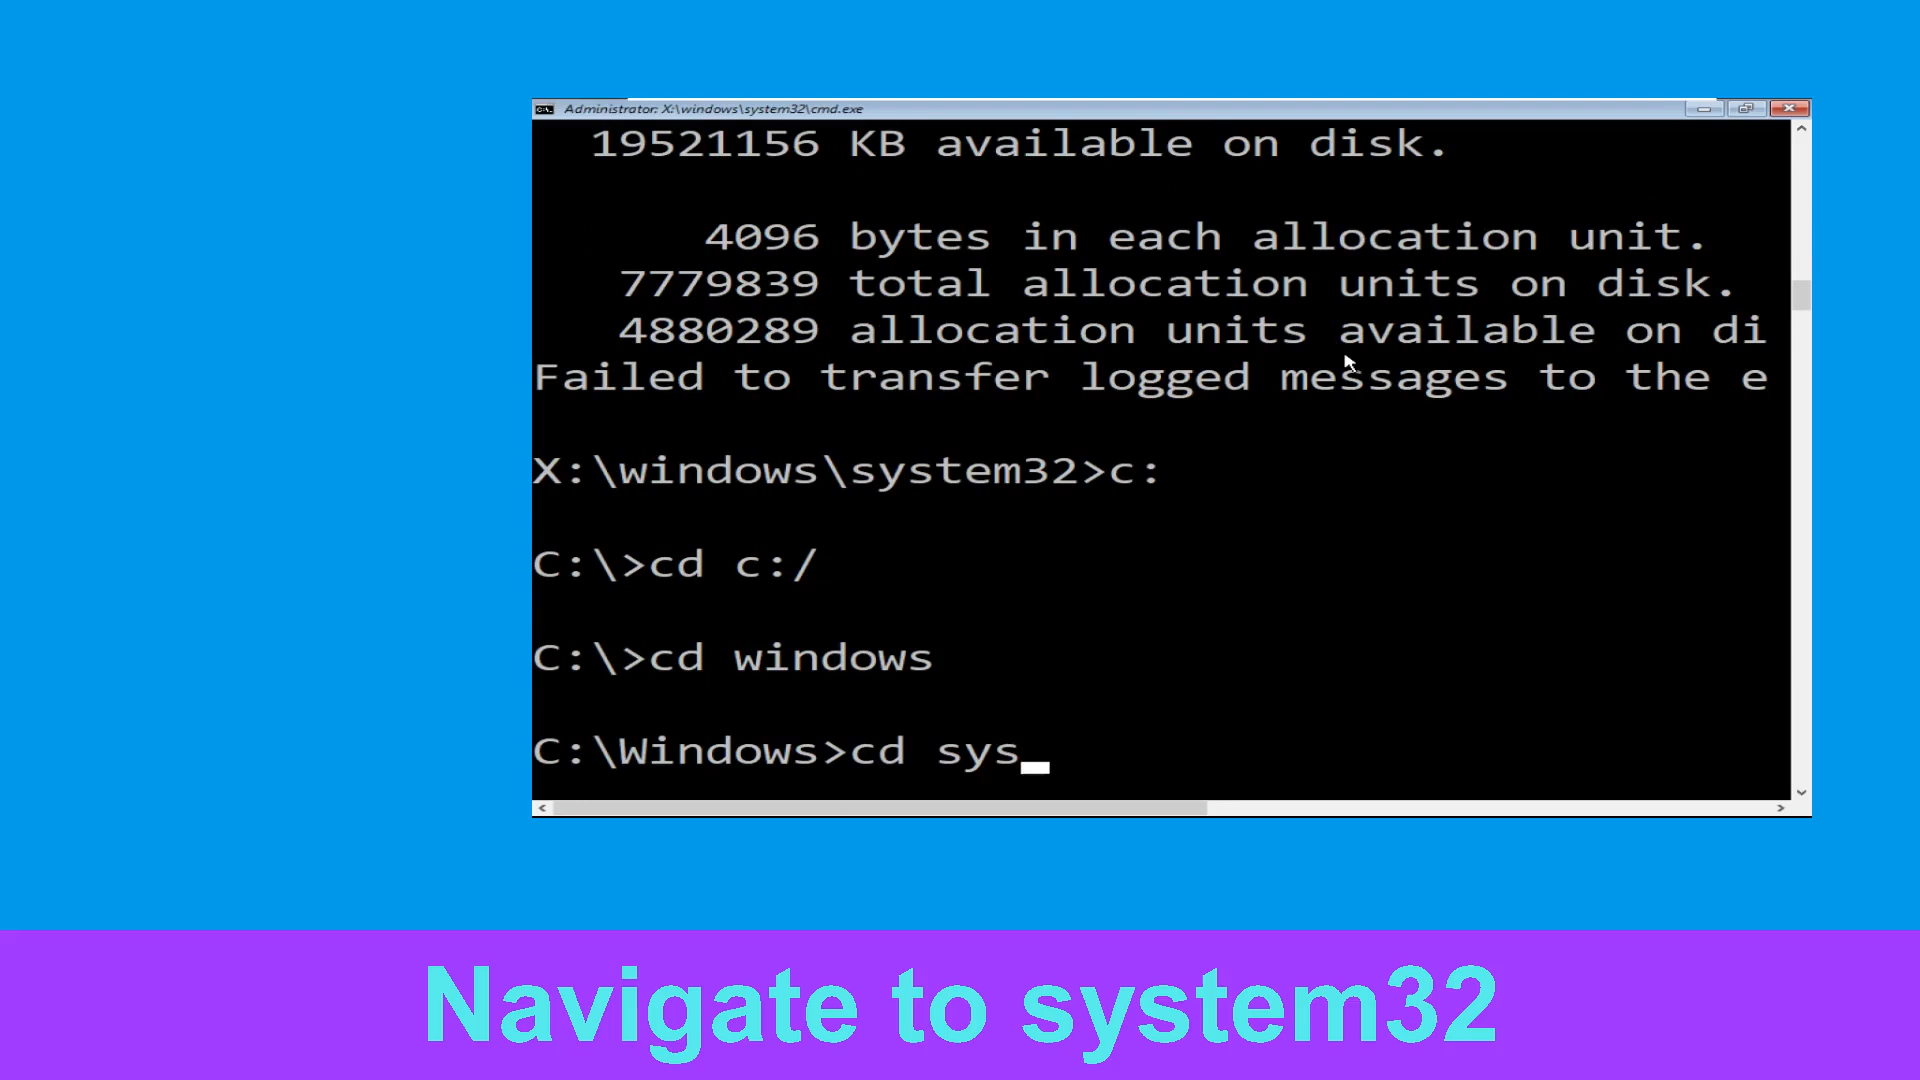 Administrator: X:\windows\system32\cmd.exe
19521156 KB available on disk.
4096 bytes in each allocation unit.
7779839 total allocation units on disk.
4880289 allocation units available on di
Failed to transfer logged messages to the e
X:\windows\system32>c:
C:\>cd c:/
C:\>cd windows
C:\Windows>cd sys_
Navigate to system32